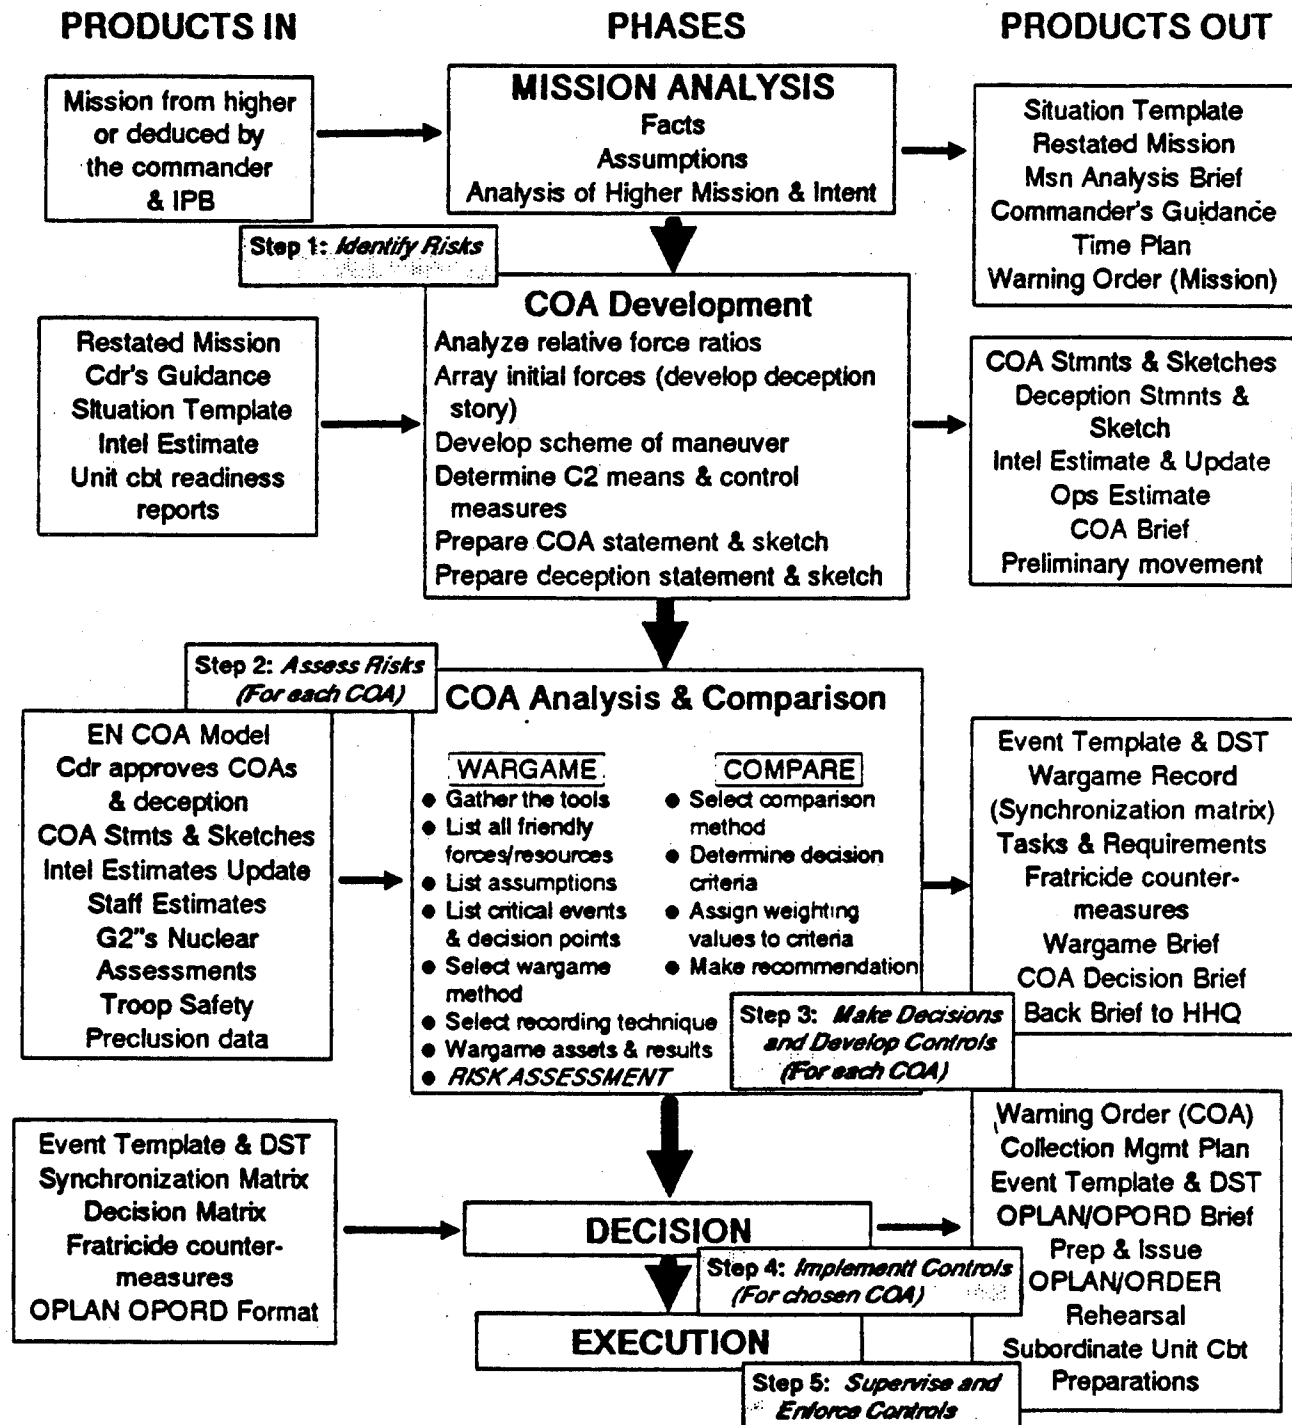 PRODUCTS IN
PHASES
PRODUCTS OUT
Mission from higher
or deduced by
the commander
& IPB
MISSION ANALYSIS
Facts
Assumptions
Analysis of Higher Mission & Intent
Situation Template
Restated Mission
Msn Analysis Brief
Commander's Guidance
Time Plan
Warning Order (Mission)
Step 1: Identify Risks
Restated Mission
Cdr's Guidance
Situation Template
Intel Estimate
Unit cbt readiness
reports
COA Development
Analyze relative force ratios
Array initial forces (develop deception
story)
Develop scheme of maneuver
Determine C2 means & control
measures
Prepare COA statement & sketch
Prepare deception statement & sketch
COA Stmnts & Sketches
Deception Stmnts &
Sketch
Intel Estimate & Update
Ops Estimate
COA Brief
Preliminary movement
Step 2: Assess Risks
(For each COA)
EN COA Model
Cdr approves COAs
& deception
COA Stmts & Sketches
Intel Estimates Update
Staff Estimates
G2"s Nuclear
Assessments
Troop Safety
Preclusion data
COA Analysis & Comparison
WARGAME
● Gather the tools
● List all friendly
forces/resources
● List assumptions
● List critical events
& decision points
● Select wargame
method
● Select recording technique
● Wargame assets & results
● RISK ASSESSMENT
COMPARE
● Select comparison
method
● Determine decision
criteria
● Assign weighting
values to criteria
● Make recommendation
Event Template & DST
Wargame Record
(Synchronization matrix)
Tasks & Requirements
Fratricide counter-
measures
Wargame Brief
COA Decision Brief
Back Brief to HHQ
Step 3: Make Decisions
and Develop Controls
(For each COA)
Event Template & DST
Synchronization Matrix
Decision Matrix
Fratricide counter-
measures
OPLAN OPORD Format
DECISION
Warning Order (COA)
Collection Mgmt Plan
Event Template & DST
OPLAN/OPORD Brief
Prep & Issue
OPLAN/ORDER
Rehearsal
Subordinate Unit Cbt
Preparations
Step 4: Implementt Controls
(For chosen COA)
EXECUTION
Step 5: Supervise and
Enforce Controls